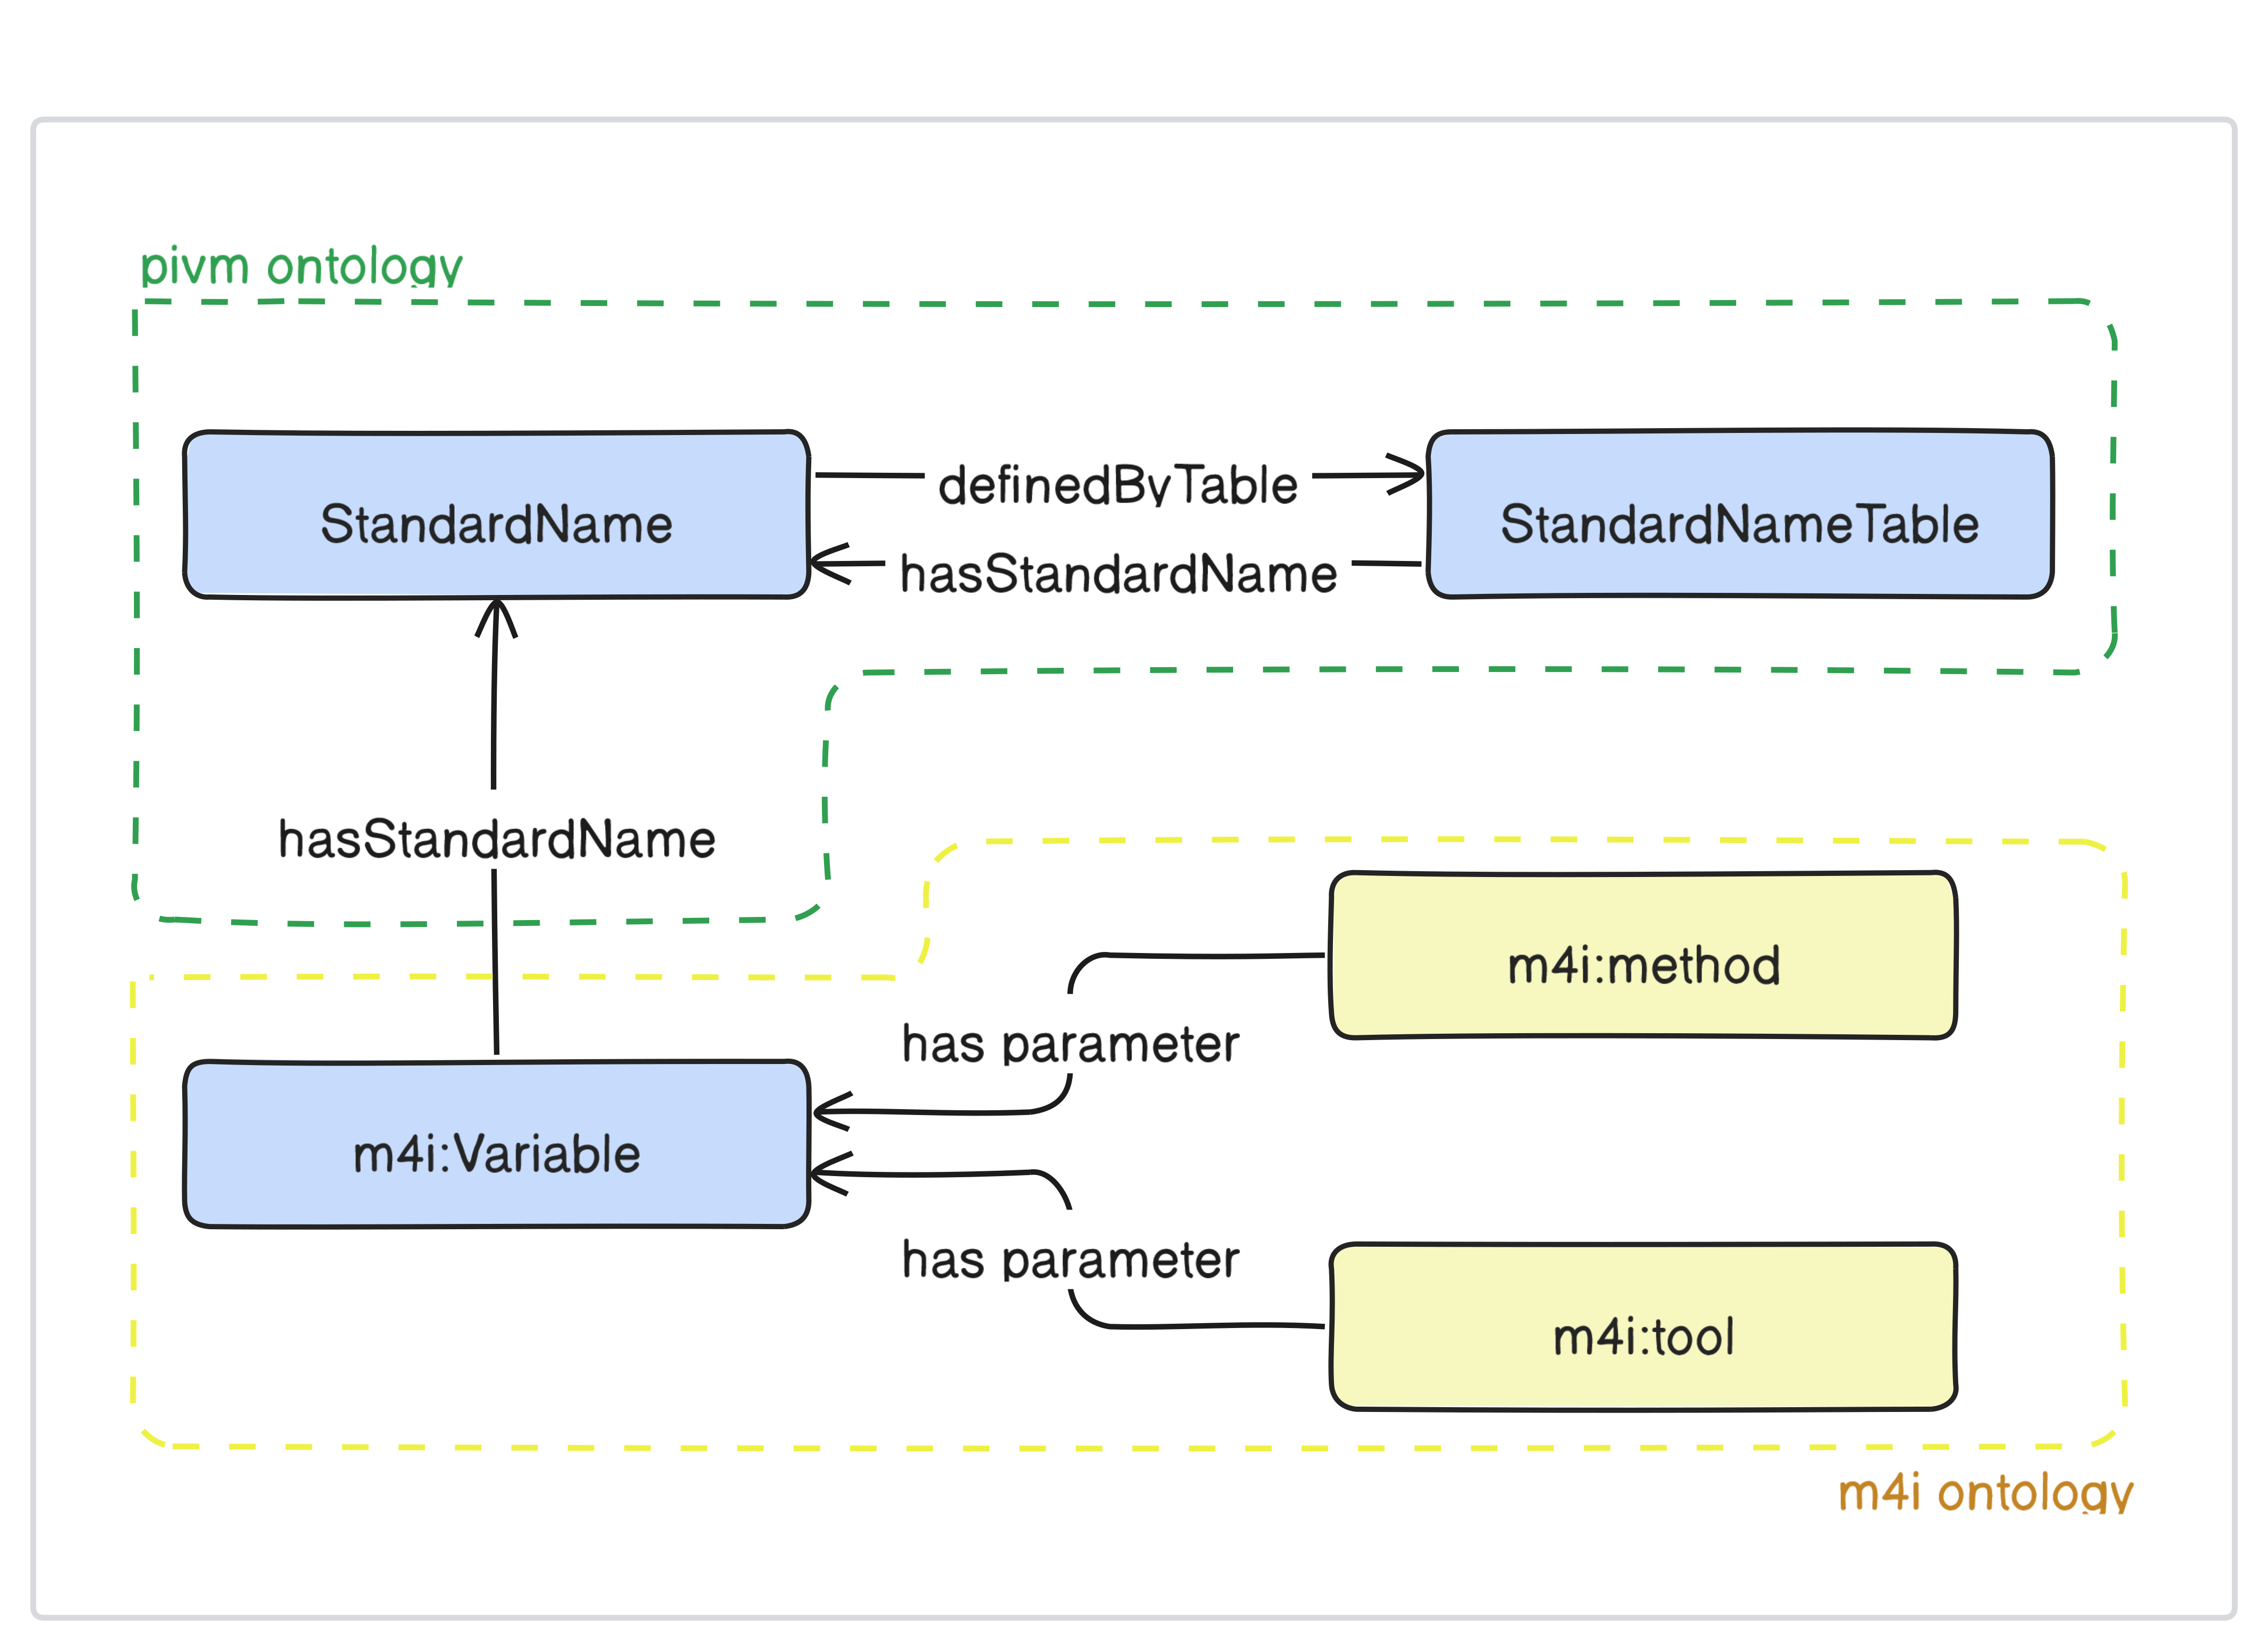 pivm ontology
definedByTable
StandardName
StandardNameTable
hasStandardName
hasStandardName
m4i:method
has parameter
m4i:Variable
has parameter
m4i:tool
m4i ontology